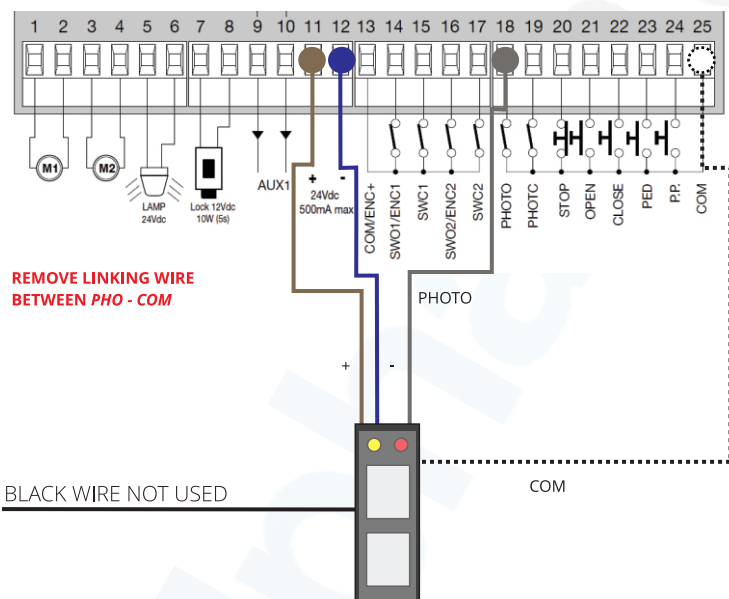 1 2 3 4 5 6 7 8 9 10 11 12 13 14 15 16 17 18 19 20 21 22 23 24 25
M1
M2
LAMP
24Vdc
Lock 12Vdc
10W (5s)
AUX1
+ -
24Vdc
500mA max
COM/ENC+
SWO1/ENC1
SWC1
SWO2/ENC2
SWC2
PHOTO
PHOTC
STOP
OPEN
CLOSE
PED
P.P.
COM
REMOVE LINKING WIRE
BETWEEN PHO - COM
PHOTO
+ -
BLACK WIRE NOT USED
COM